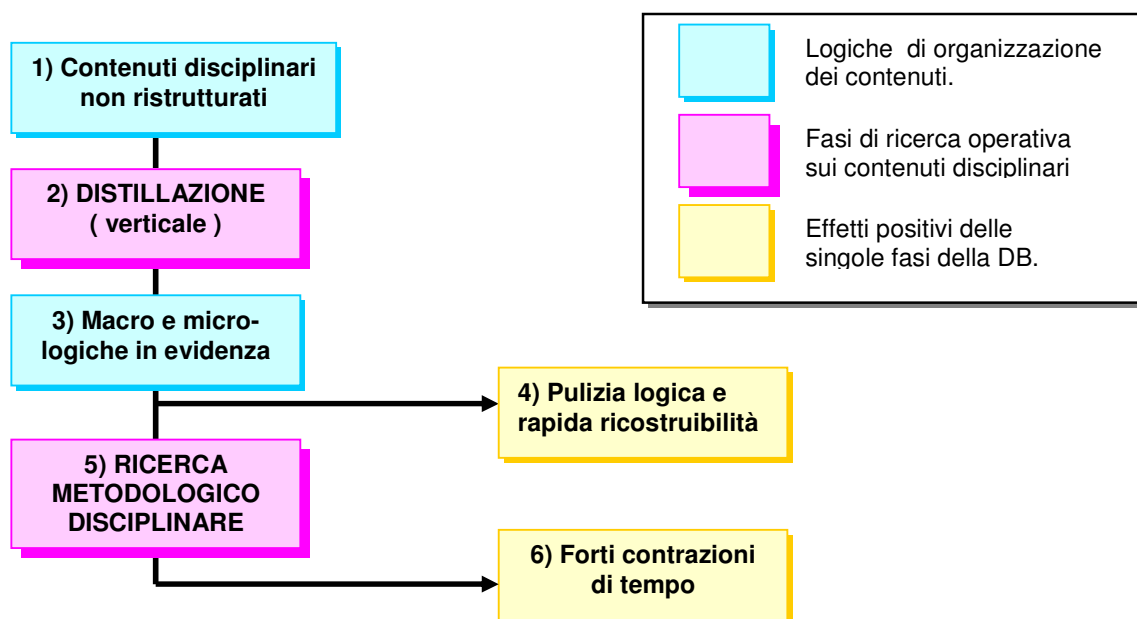 1) Contenuti disciplinari
non ristrutturati
2) DISTILLAZIONE
( verticale )
3) Macro e micro-
logiche in evidenza
4) Pulizia logica e
rapida ricostruibilità
5) RICERCA
METODOLOGICO
DISCIPLINARE
6) Forti contrazioni
di tempo
Logiche di organizzazione
dei contenuti.
Fasi di ricerca operativa
sui contenuti disciplinari
Effetti positivi delle
singole fasi della DB.